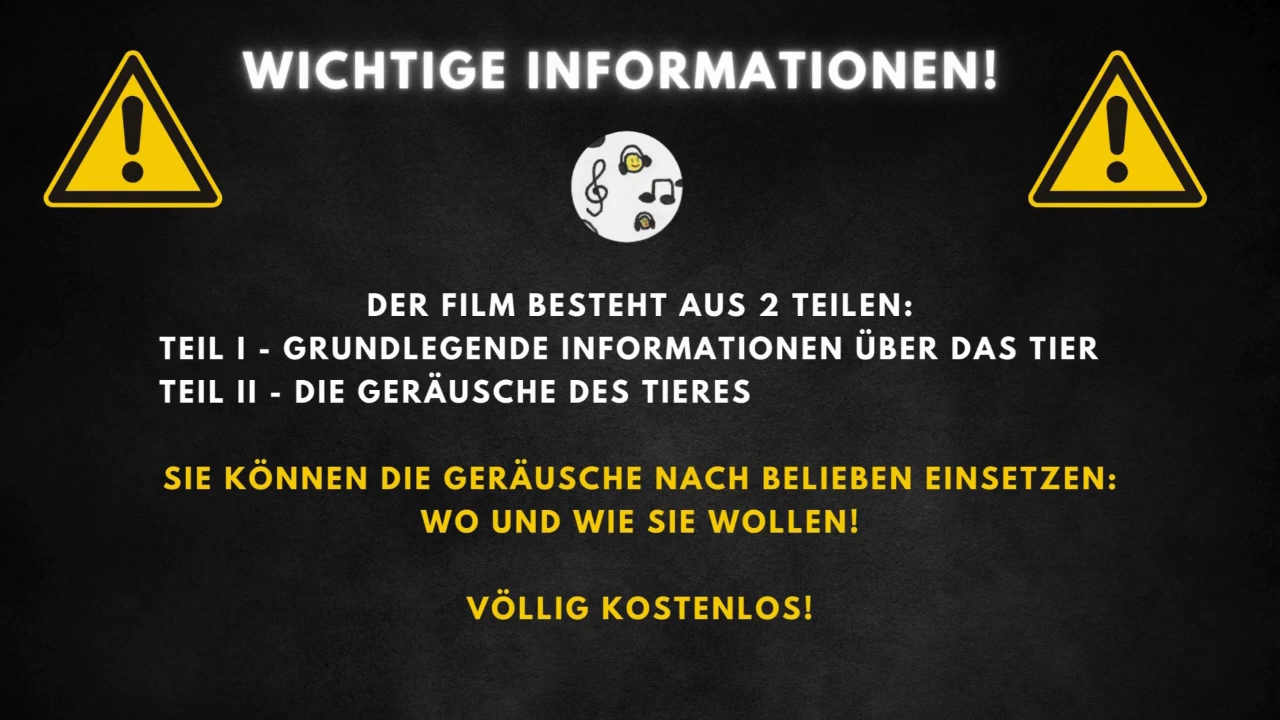 WICHTIGE INFORMATIONEN!
DER FILM BESTEHT AUS 2 TEILEN:
TEIL I - GRUNDLEGENDE INFORMATIONEN ÜBER DAS TIER
TEIL II - DIE GERÄUSCHE DES TIERES
SIE KÖNNEN DIE GERÄUSCHE NACH BELIEBEN EINSETZEN:
WO UND WIE SIE WOLLEN!
VÖLLIG KOSTENLOS!